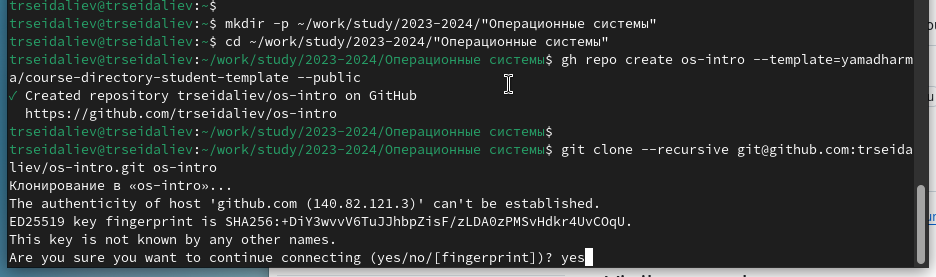 trseidaliev@trseidaliev:~$
trseidaliev@trseidaliev:~$ mkdir -p ~/work/study/2023-2024/"Операционные системы"
trseidaliev@trseidaliev:~$ cd ~/work/study/2023-2024/"Операционные системы"
trseidaliev@trseidaliev:~/work/study/2023-2024/Операционные системы$ gh repo create os-intro --template=yamadharm
a/course-directory-student-template --public
✓ Created repository trseidaliev/os-intro on GitHub
https://github.com/trseidaliev/os-intro
trseidaliev@trseidaliev:~/work/study/2023-2024/Операционные системы$
trseidaliev@trseidaliev:~/work/study/2023-2024/Операционные системы$ git clone --recursive git@github.com:trseida
liev/os-intro.git os-intro
Клонирование в «os-intro»...
The authenticity of host 'github.com (140.82.121.3)' can't be established.
ED25519 key fingerprint is SHA256:+DiY3wvvV6TuJJhbpZisF/zLDA0zPMSvHdkr4UvCOqU.
This key is not known by any other names.
Are you sure you want to continue connecting (yes/no/[fingerprint])? yes